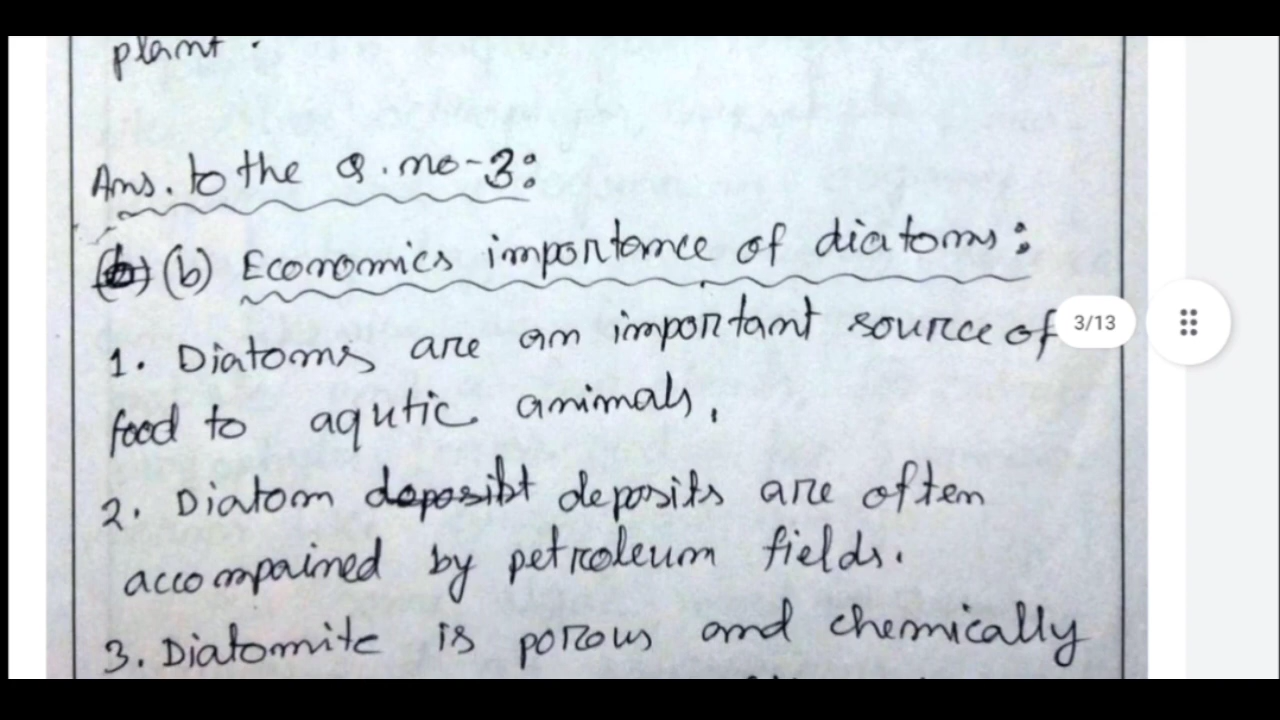 plant.
Ans. to the Q. no-3:
(b) (b) Economics importance of diatoms:
1. Diatoms are an important source of
3/13
food to aqutic animals.
2. Diatom deposibt deposits are often
accompained by petroleum fields.
3. Diatomite is porous and chemically